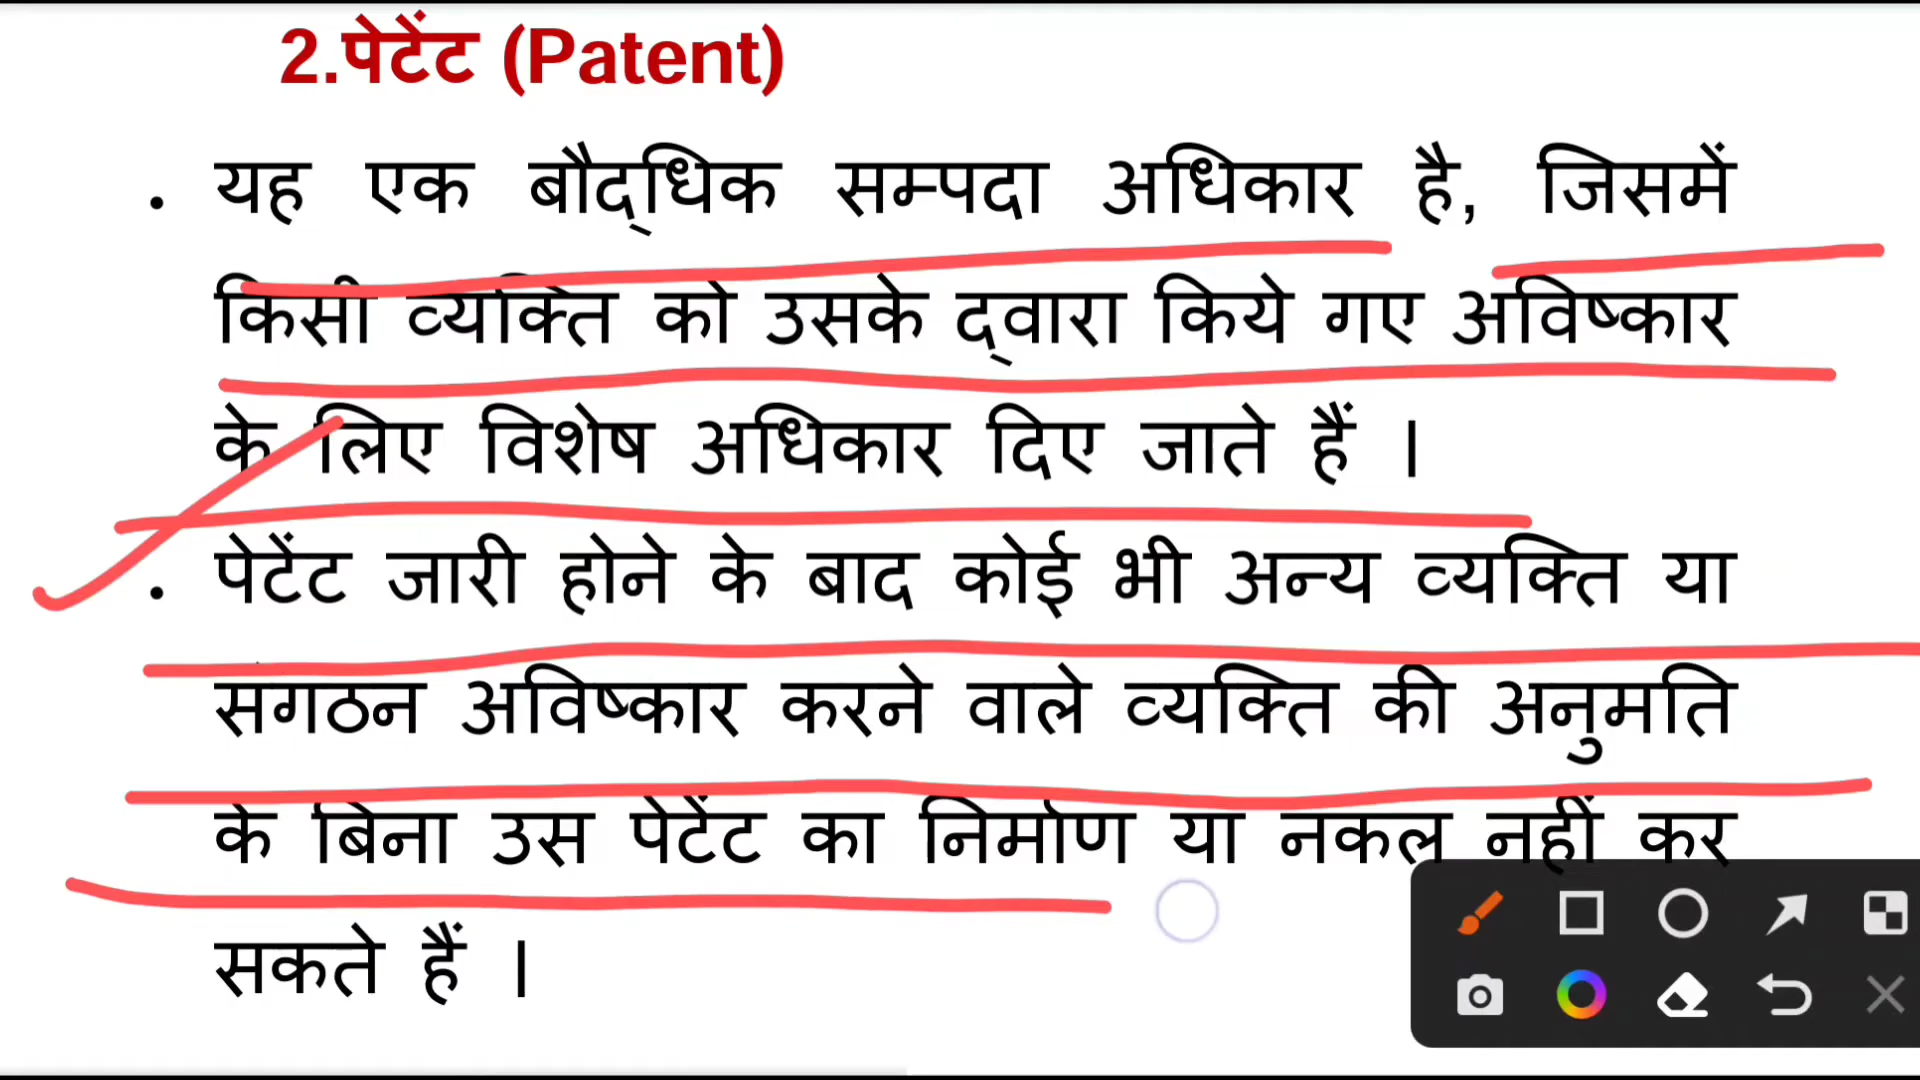 2.पेटेंट (Patent)
. यह एक बौद्धिक सम्पदा अधिकार है, जिसमें
किसी व्यक्ति को उसके द्वारा किये गए अविष्कार
के लिए विशेष अधिकार दिए जाते हैं ।
. पेटेंट जारी होने के बाद कोई भी अन्य व्यक्ति या
संगठन अविष्कार करने वाले व्यक्ति की अनुमति
के बिना उस पेटेंट का निर्माण या नकल नहीं कर
सकते हैं ।